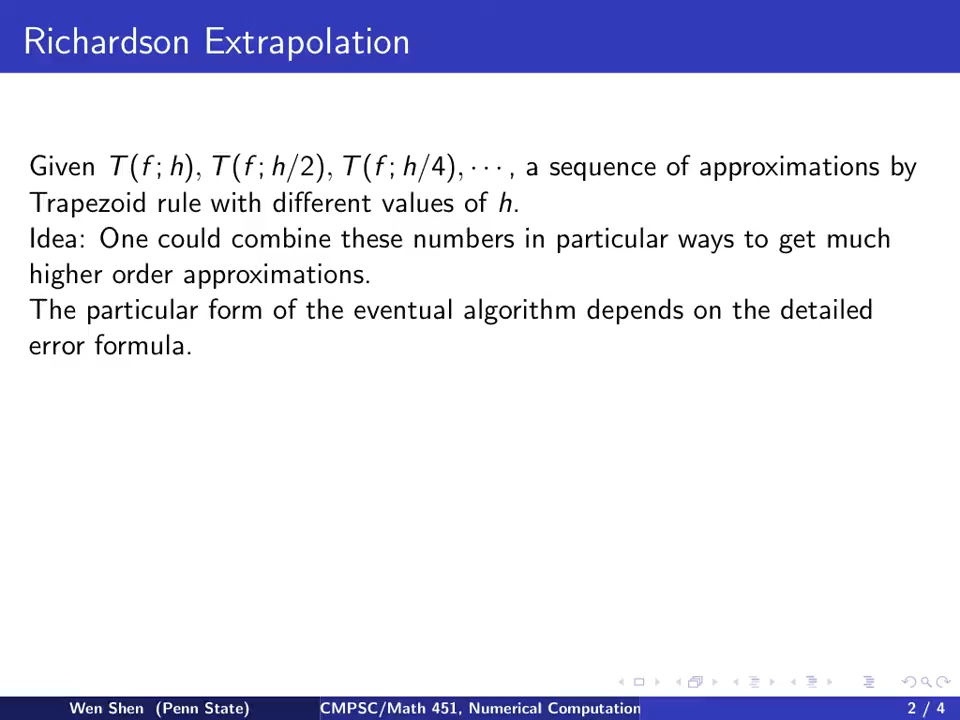 Richardson Extrapolation
Given T(f; h), T(f; h/2), T(f; h/4), ···, a sequence of approximations by
Trapezoid rule with different values of h.
Idea: One could combine these numbers in particular ways to get much
higher order approximations.
The particular form of the eventual algorithm depends on the detailed
error formula.
Wen Shen (Penn State)
CMPSC/Math 451, Numerical Computation
2 / 4